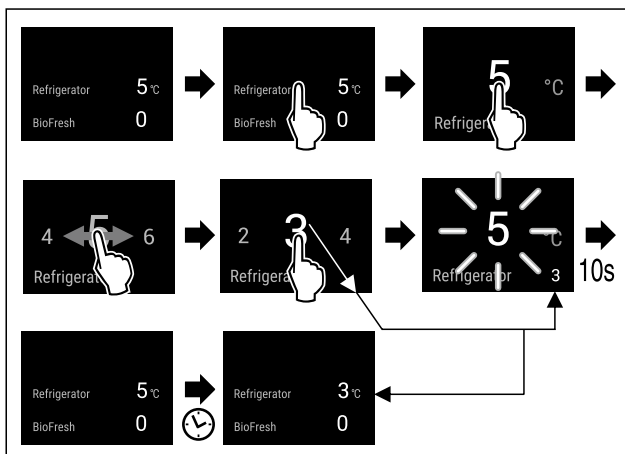 Refrigerator 5 °C
BioFresh 0
Refrigerator 5 °C
BioFresh 0
5 °C
Refriger
4 5 6
Refrigerat
2 3 4
Refrigera
5 °C
Refrigerator 3
10s
Refrigerator 5 °C
BioFresh 0
Refrigerator 3 °C
BioFresh 0